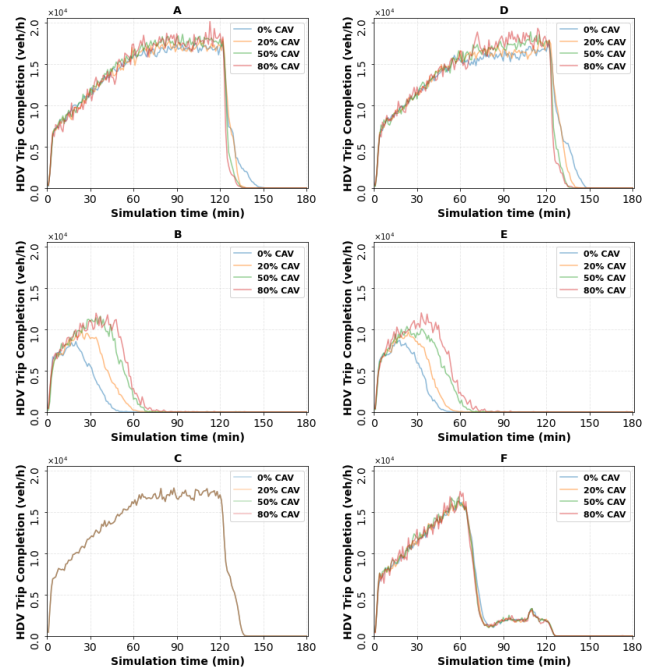 A
×10⁴
HDV Trip Completion (veh/h)
2.0
1.5
1.0
0.5
0.0
0% CAV
20% CAV
50% CAV
80% CAV
0 30 60 90 120 150 181
Simulation time (min)
D
×10⁴
HDV Trip Completion (veh/h)
2.0
1.5
1.0
0.5
0.0
0% CAV
20% CAV
50% CAV
80% CAV
0 30 60 90 120 150 181
Simulation time (min)
B
×10⁴
HDV Trip Completion (veh/h)
2.0
1.5
1.0
0.5
0.0
0% CAV
20% CAV
50% CAV
80% CAV
0 30 60 90 120 150 181
Simulation time (min)
E
×10⁴
HDV Trip Completion (veh/h)
2.0
1.5
1.0
0.5
0.0
0% CAV
20% CAV
50% CAV
80% CAV
0 30 60 90 120 150 181
Simulation time (min)
C
×10⁴
HDV Trip Completion (veh/h)
2.0
1.5
1.0
0.5
0.0
0% CAV
20% CAV
50% CAV
80% CAV
0 30 60 90 120 150 181
Simulation time (min)
F
×10⁴
HDV Trip Completion (veh/h)
2.0
1.5
1.0
0.5
0.0
0% CAV
20% CAV
50% CAV
80% CAV
0 30 60 90 120 150 181
Simulation time (min)